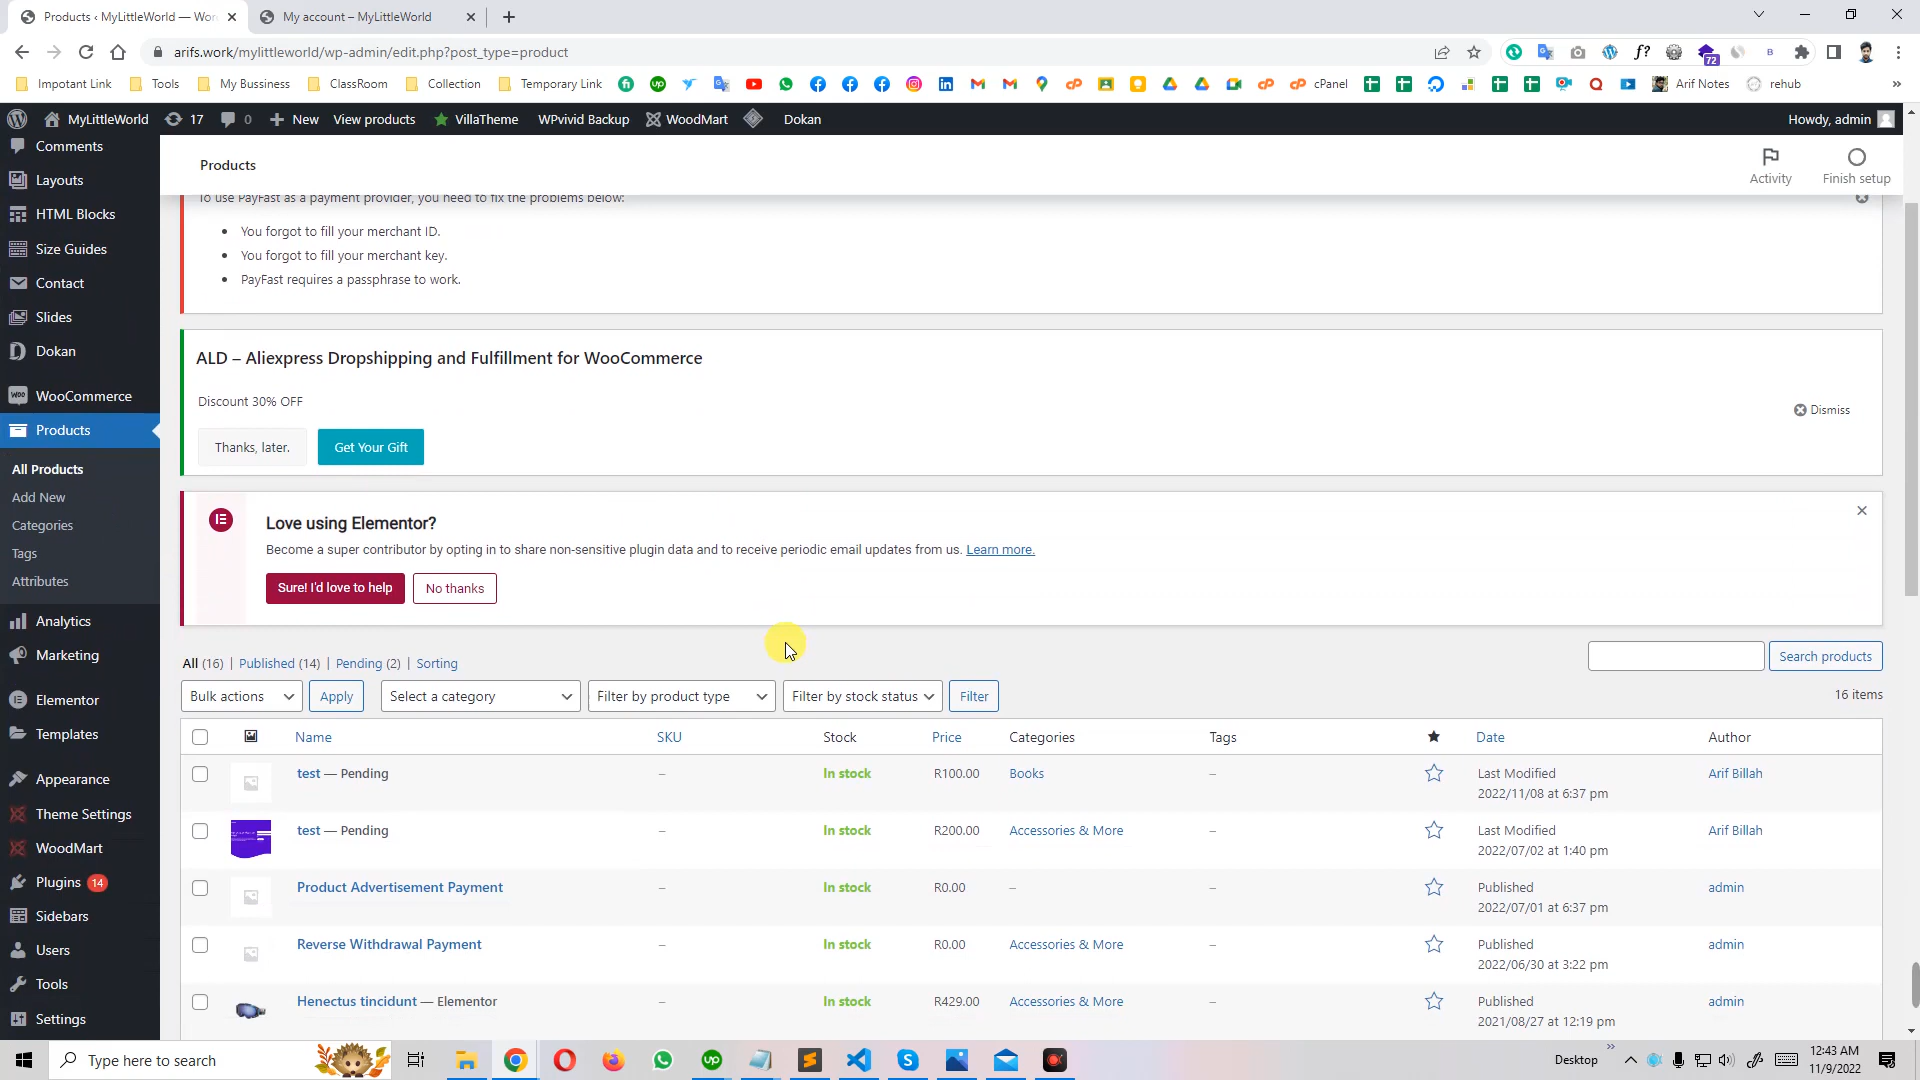 Products ‹ MyLittleWorld — Wor
My account – MyLittleWorld
arifs.work/mylittleworld/wp-admin/edit.php?post_type=product
72
Impotant Link Tools My Bussiness ClassRoom Collection Temporary Link cPanel Arif Notes rehub
MyLittleWorld 17 0 New View products VillaTheme WPvivid Backup WoodMart Dokan Howdy, admin
Comments
Layouts
HTML Blocks
Size Guides
Contact
Slides
Dokan
WooCommerce
Products
All Products
Add New
Categories
Tags
Attributes
Analytics
Marketing
Elementor
Templates
Appearance
Theme Settings
WoodMart
Plugins 14
Sidebars
Users
Tools
Settings
Products
Activity
Finish setup
To use PayFast as a payment provider, you need to fix the problems below:
You forgot to fill your merchant ID.
You forgot to fill your merchant key.
PayFast requires a passphrase to work.
ALD – Aliexpress Dropshipping and Fulfillment for WooCommerce
Discount 30% OFF
Dismiss
Thanks, later. Get Your Gift
Love using Elementor?
Become a super contributor by opting in to share non-sensitive plugin data and to receive periodic email updates from us. Learn more.
Sure! I'd love to help No thanks
All (16) | Published (14) | Pending (2) | Sorting
Search products
Bulk actions Apply Select a category Filter by product type Filter by stock status Filter
16 items
Name SKU Stock Price Categories Tags Date Author
test — Pending – In stock R100.00 Books – Last Modified Arif Billah
2022/11/08 at 6:37 pm
test — Pending – In stock R200.00 Accessories & More – Last Modified Arif Billah
2022/07/02 at 1:40 pm
Product Advertisement Payment – In stock R0.00 – – Published admin
2022/07/01 at 6:37 pm
Reverse Withdrawal Payment – In stock R0.00 Accessories & More – Published admin
2022/06/30 at 3:22 pm
Henectus tincidunt — Elementor – In stock R429.00 Accessories & More – Published admin
2021/08/27 at 12:19 pm
Type here to search
Desktop
12:43 AM
11/9/2022